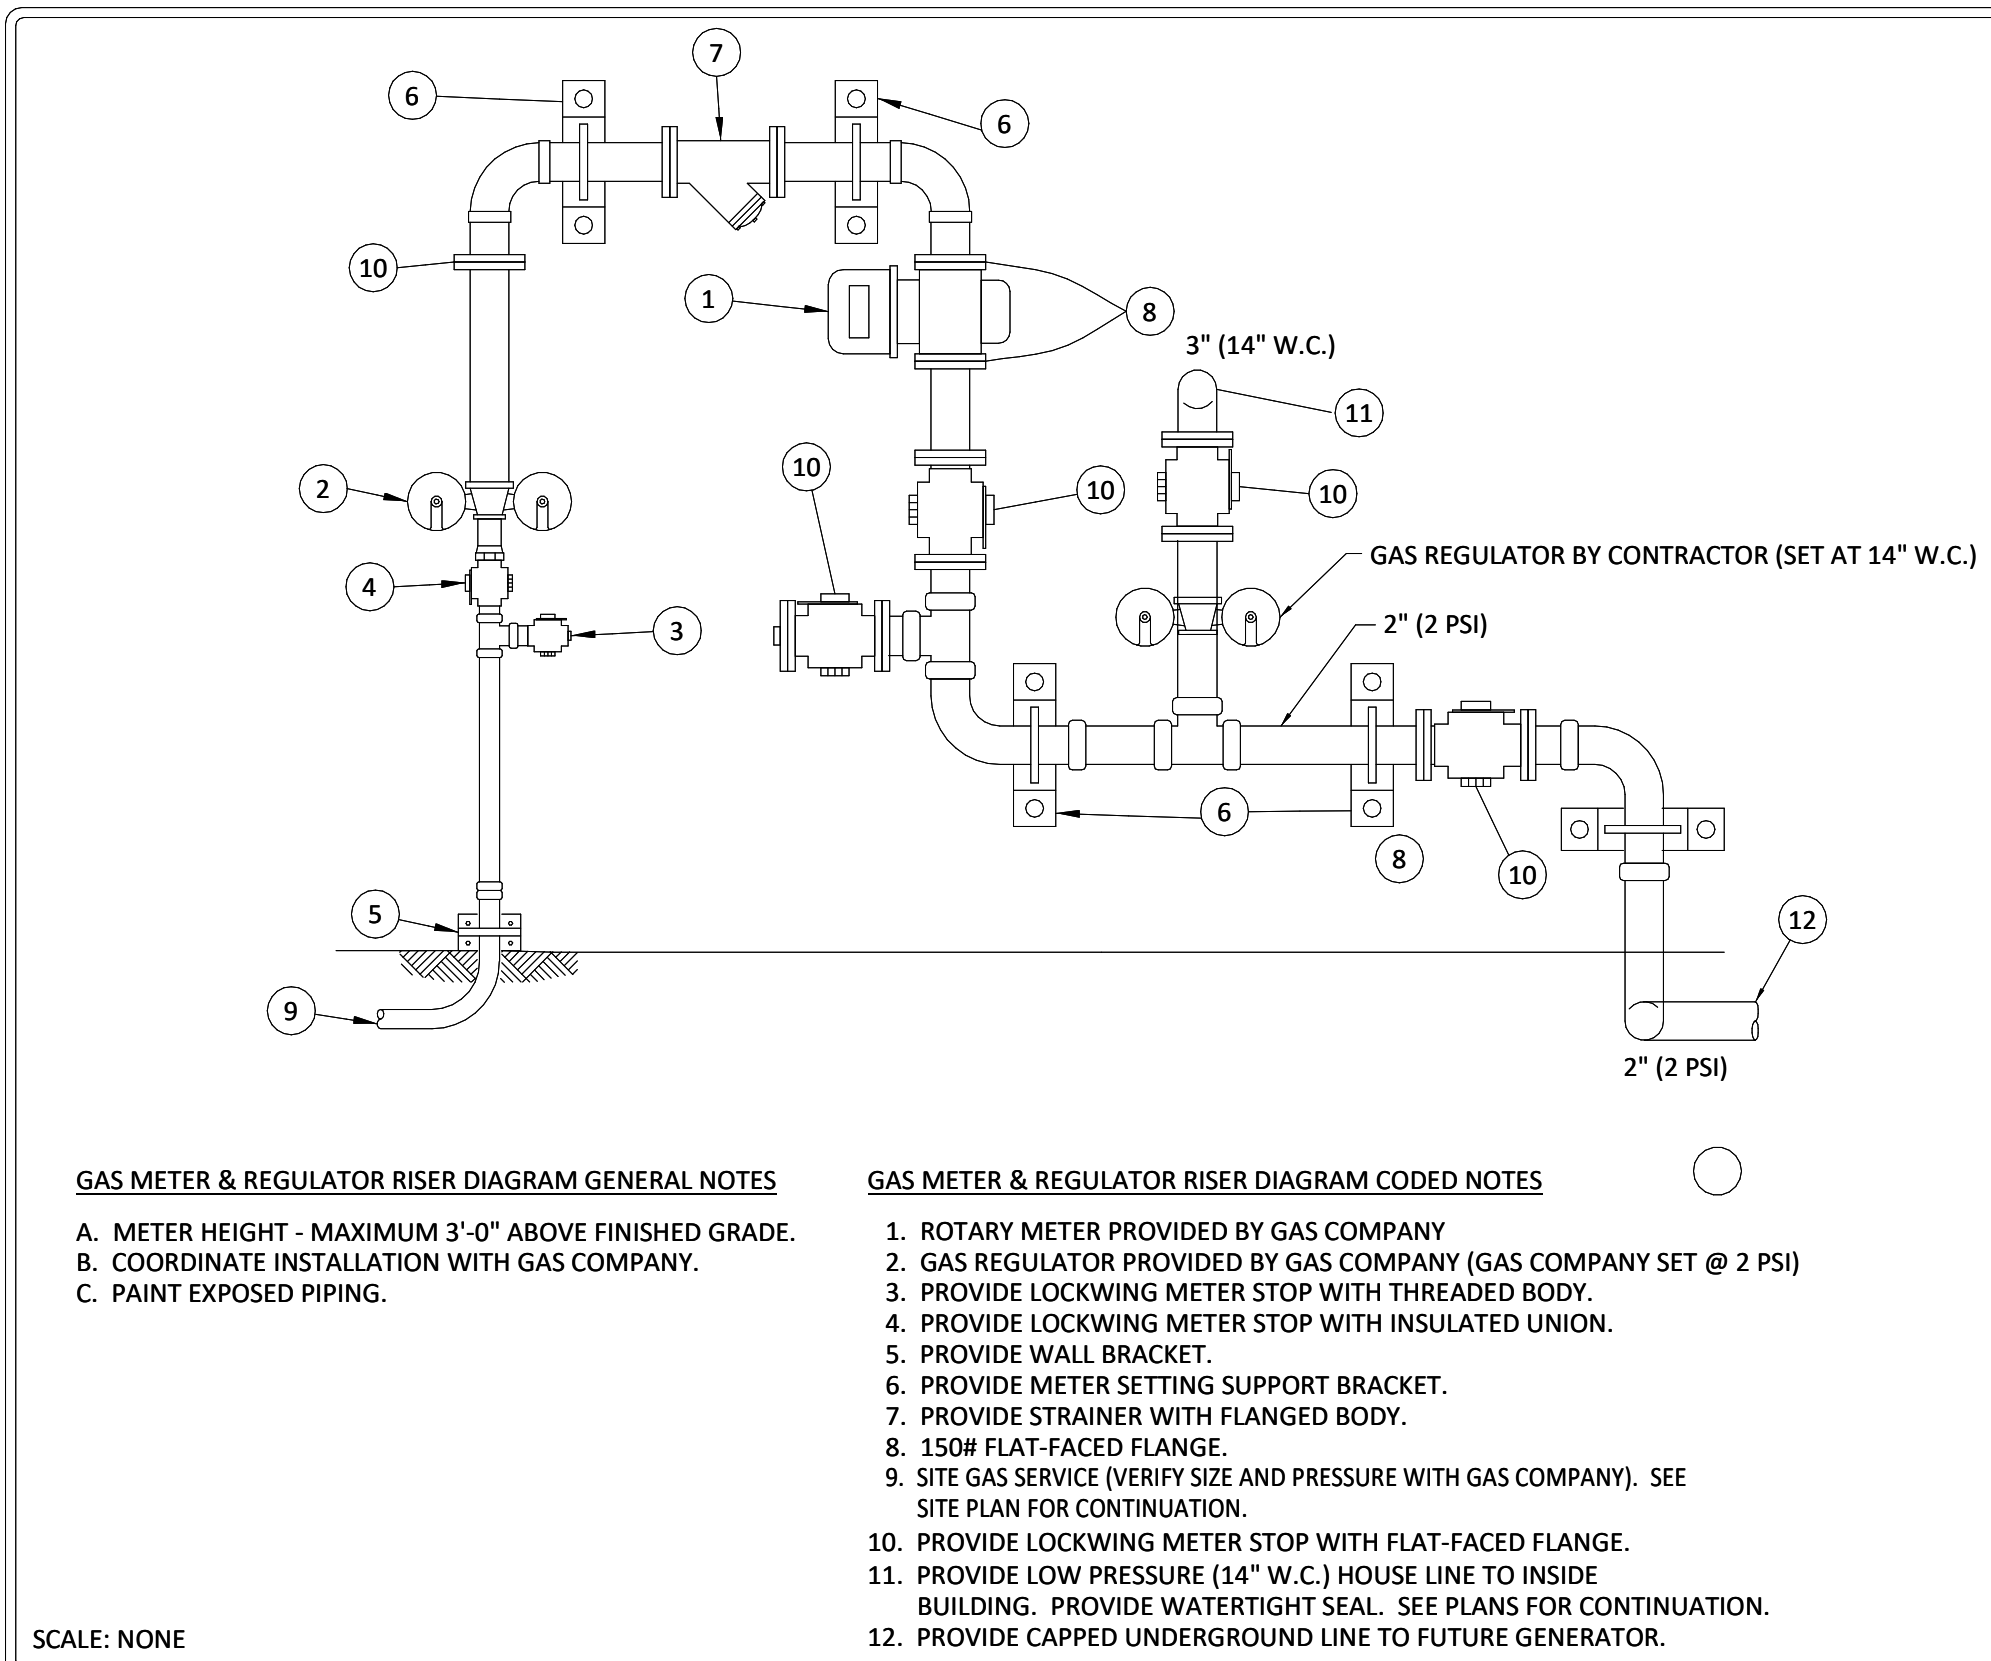 7
6
6
10
1
8
3" (14" W.C.)
11
10
2
10
10
GAS REGULATOR BY CONTRACTOR (SET AT 14" W.C.)
4
2" (2 PSI)
3
6
8
10
5
12
9
2" (2 PSI)
GAS METER & REGULATOR RISER DIAGRAM GENERAL NOTES
A. METER HEIGHT - MAXIMUM 3'-0" ABOVE FINISHED GRADE.
B. COORDINATE INSTALLATION WITH GAS COMPANY.
C. PAINT EXPOSED PIPING.
GAS METER & REGULATOR RISER DIAGRAM CODED NOTES
1. ROTARY METER PROVIDED BY GAS COMPANY
2. GAS REGULATOR PROVIDED BY GAS COMPANY (GAS COMPANY SET @ 2 PSI)
3. PROVIDE LOCKWING METER STOP WITH THREADED BODY.
4. PROVIDE LOCKWING METER STOP WITH INSULATED UNION.
5. PROVIDE WALL BRACKET.
6. PROVIDE METER SETTING SUPPORT BRACKET.
7. PROVIDE STRAINER WITH FLANGED BODY.
8. 150# FLAT-FACED FLANGE.
9. SITE GAS SERVICE (VERIFY SIZE AND PRESSURE WITH GAS COMPANY). SEE
SITE PLAN FOR CONTINUATION.
10. PROVIDE LOCKWING METER STOP WITH FLAT-FACED FLANGE.
11. PROVIDE LOW PRESSURE (14" W.C.) HOUSE LINE TO INSIDE
BUILDING. PROVIDE WATERTIGHT SEAL. SEE PLANS FOR CONTINUATION.
12. PROVIDE CAPPED UNDERGROUND LINE TO FUTURE GENERATOR.
SCALE: NONE